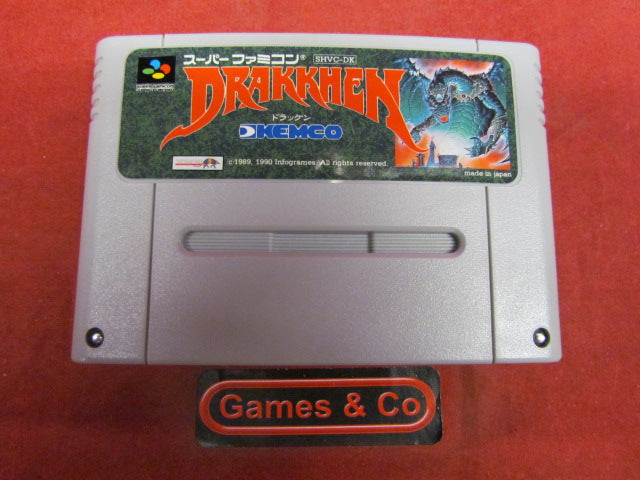 スーパーファミコン® SHVC-DK
DRAKKHEN
ドラッケン
KEMCO
c 1989, 1990 Infogrames. All rights reserved.
made in japan
Games & Co